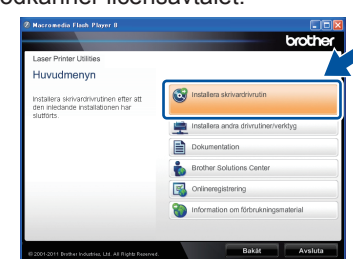 odkänner licensavtalet.
Macromedia Flash Player 8
brother
Laser Printer Utilities
Huvudmenyn
Installera skrivardrivrutinen efter att
den inledande installationen har
slutförts.
Installera skrivardrivrutin
Installera andra drivrutiner/verktyg
Dokumentation
Brother Solutions Center
Onlineregistrering
Information om förbrukningsmaterial
© 2001-2011 Brother Industries, Ltd. All Rights Reserved.
Bakåt
Avsluta